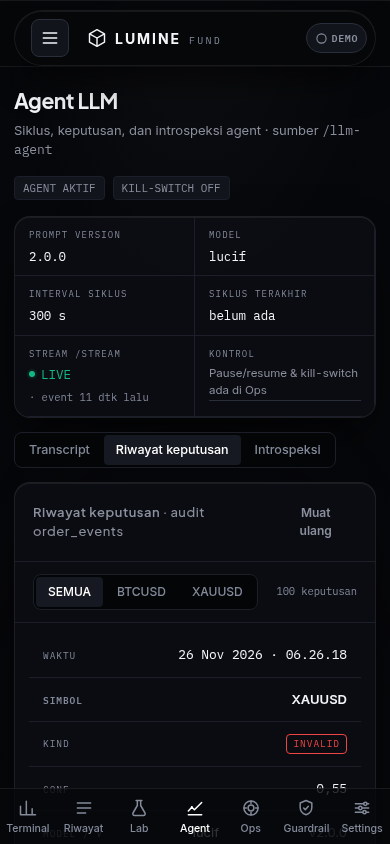 LUMINE FUND
DEMO
Agent LLM
Siklus, keputusan, dan introspeksi agent · sumber /llm-
agent
AGENT AKTIF
KILL-SWITCH OFF
PROMPT VERSION
2.0.0
MODEL
lucif
INTERVAL SIKLUS
300 s
SIKLUS TERAKHIR
belum ada
STREAM /STREAM
LIVE
· event 11 dtk lalu
KONTROL
Pause/resume & kill-switch
ada di Ops
Transcript
Riwayat keputusan
Introspeksi
Riwayat keputusan · audit
order_events
Muat
ulang
SEMUA
BTCUSD
XAUUSD
100 keputusan
WAKTU
26 Nov 2026 · 06.26.18
SIMBOL
XAUUSD
KIND
INVALID
CONF
0,55
Terminal
Riwayat
Lab
Agent
Ops
Guardrail
Settings